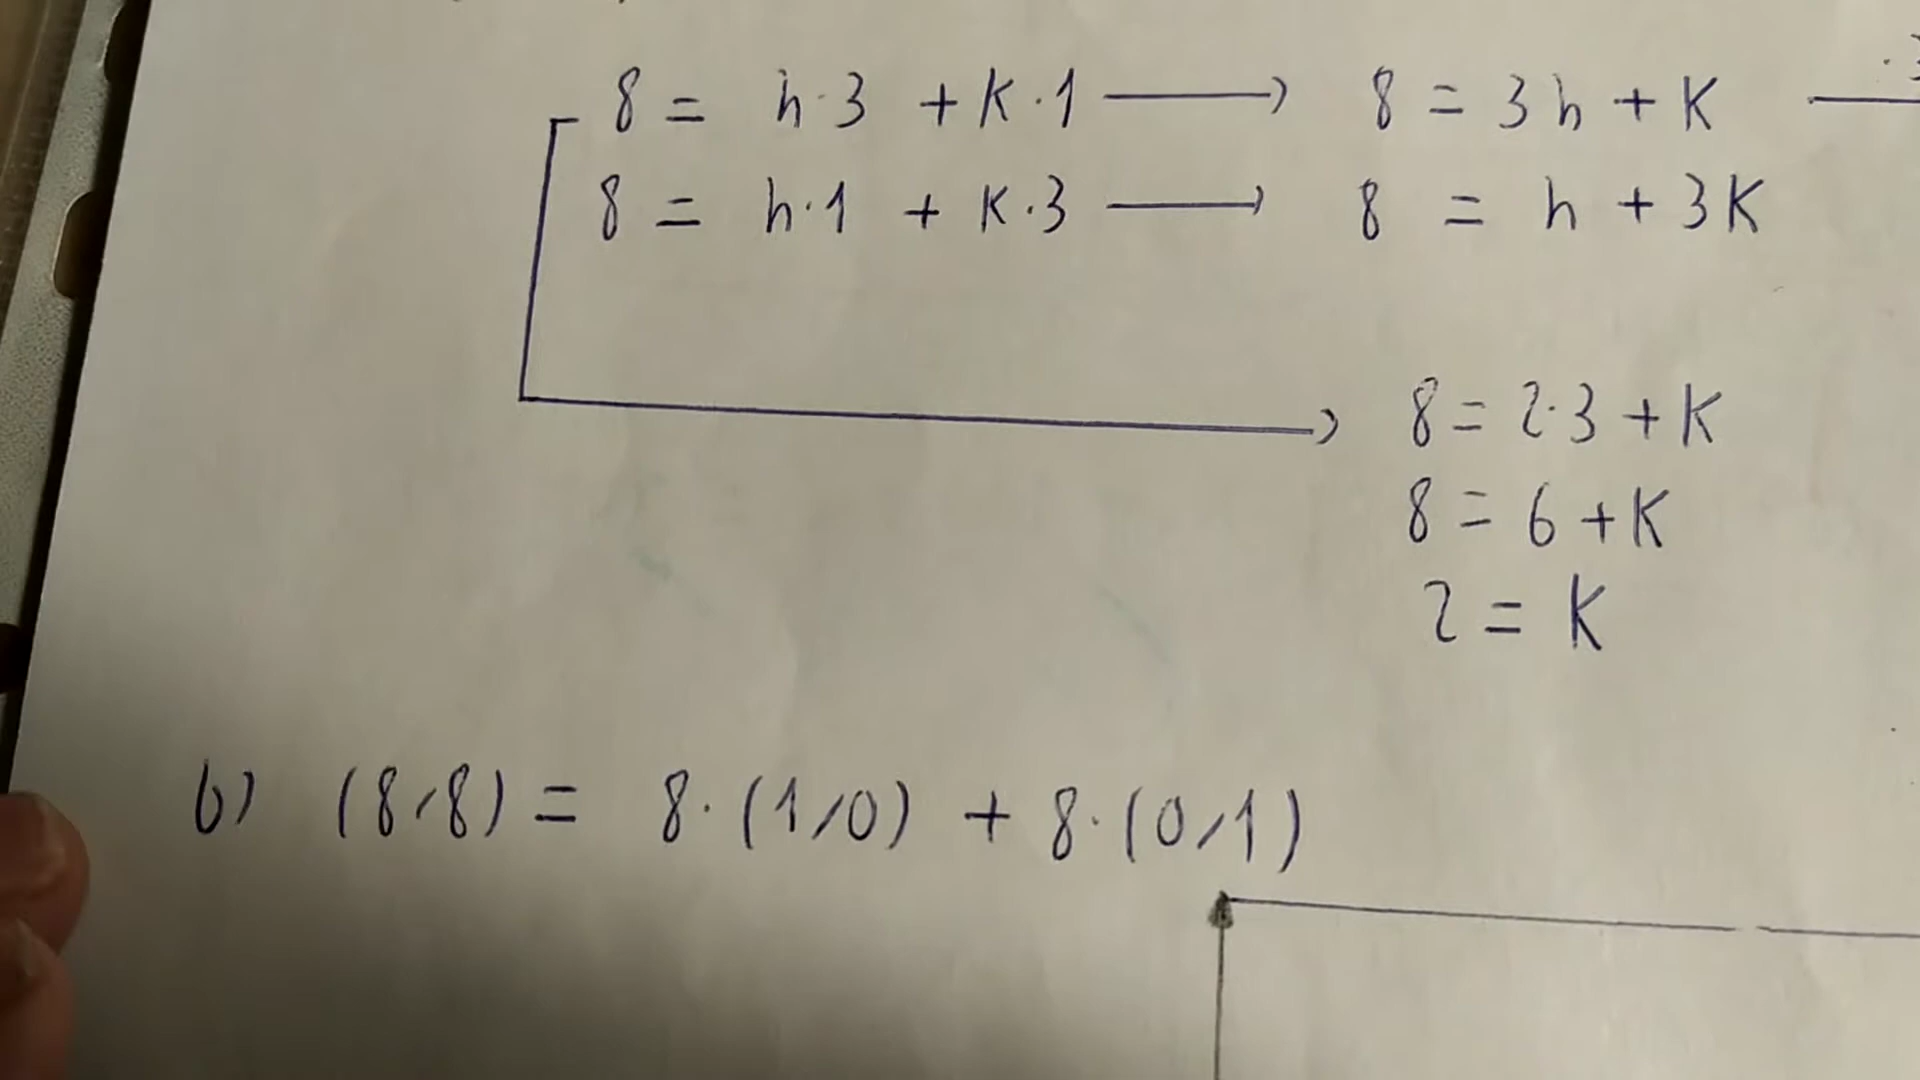 8 = h·3 + K·1 ⟶ 8 = 3h + K ⟶
8 = h·1 + K·3 ⟶ 8 = h + 3K
8 = 2·3 + K
8 = 6 + K
2 = K
b) (8,8) = 8·(1,0) + 8·(0,1)